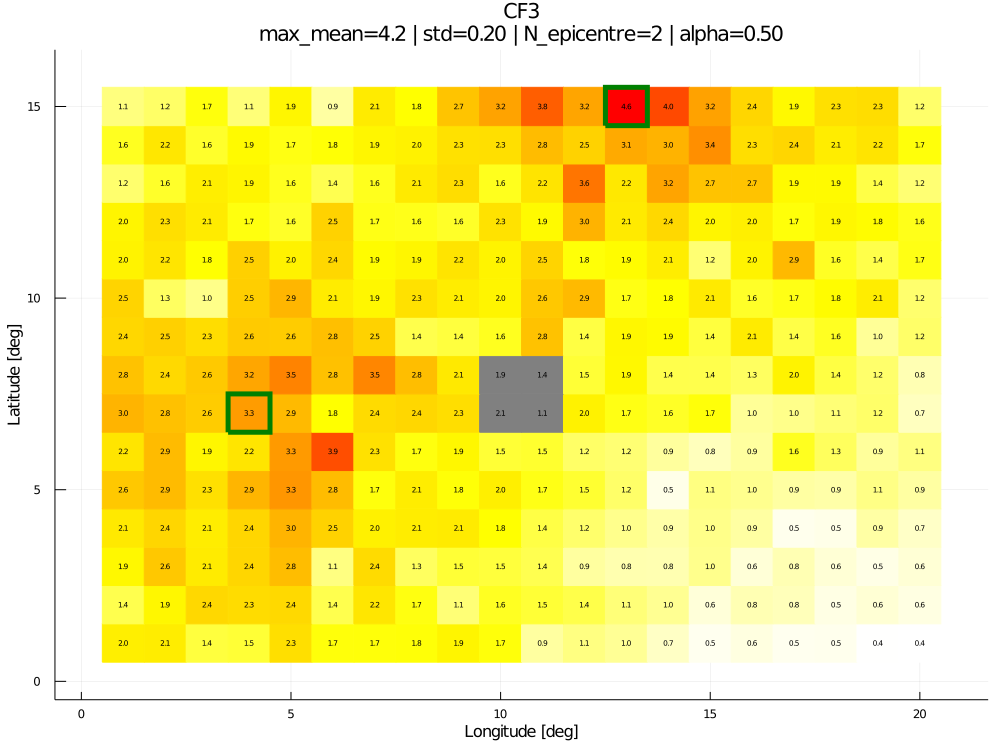 CF3
max_mean=4.2 | std=0.20 | N_epicentre=2 | alpha=0.50
15
1.1 1.2 1.7 1.1 1.9 0.9 2.1 1.8 2.7 3.2 3.8 3.2 4.6 4.0 3.2 2.4 1.9 2.3 2.3 1.2
1.6 2.2 1.6 1.9 1.7 1.8 1.9 2.0 2.3 2.3 2.8 2.5 3.1 3.0 3.4 2.3 2.4 2.1 2.2 1.7
1.2 1.6 2.1 1.9 1.6 1.4 1.6 2.1 2.3 1.6 2.2 3.6 2.2 3.2 2.7 2.7 1.9 1.9 1.4 1.2
2.0 2.3 2.1 1.7 1.6 2.5 1.7 1.6 1.6 2.3 1.9 3.0 2.1 2.4 2.0 2.0 1.7 1.9 1.8 1.6
2.0 2.2 1.8 2.5 2.0 2.4 1.9 1.9 2.2 2.0 2.5 1.8 1.9 2.1 1.2 2.0 2.9 1.6 1.4 1.7
10
2.5 1.3 1.0 2.5 2.9 2.1 1.9 2.3 2.1 2.0 2.6 2.9 1.7 1.8 2.1 1.6 1.7 1.8 2.1 1.2
2.4 2.5 2.3 2.6 2.6 2.8 2.5 1.4 1.4 1.6 2.8 1.4 1.9 1.9 1.4 2.1 1.4 1.6 1.0 1.2
2.8 2.4 2.6 3.2 3.5 2.8 3.5 2.8 2.1 1.9 1.4 1.5 1.9 1.4 1.4 1.3 2.0 1.4 1.2 0.8
3.0 2.8 2.6 3.3 2.9 1.8 2.4 2.4 2.3 2.1 1.1 2.0 1.7 1.6 1.7 1.0 1.0 1.1 1.2 0.7
2.2 2.9 1.9 2.2 3.3 3.9 2.3 1.7 1.9 1.5 1.5 1.2 1.2 0.9 0.8 0.9 1.6 1.3 0.9 1.1
5
2.6 2.9 2.3 2.9 3.3 2.8 1.7 2.1 1.8 2.0 1.7 1.5 1.2 0.5 1.1 1.0 0.9 0.9 1.1 0.9
2.1 2.4 2.1 2.4 3.0 2.5 2.0 2.1 2.1 1.8 1.4 1.2 1.0 0.9 1.0 0.9 0.5 0.5 0.9 0.7
1.9 2.6 2.1 2.4 2.8 1.1 2.4 1.3 1.5 1.5 1.4 0.9 0.8 0.8 1.0 0.6 0.8 0.6 0.5 0.6
1.4 1.9 2.4 2.3 2.4 1.4 2.2 1.7 1.1 1.6 1.5 1.4 1.1 1.0 0.6 0.8 0.8 0.5 0.6 0.6
2.0 2.1 1.4 1.5 2.3 1.7 1.7 1.8 1.9 1.7 0.9 1.1 1.0 0.7 0.5 0.6 0.5 0.5 0.4 0.4
0
Latitude [deg]
0 5 10 15 20
Longitude [deg]